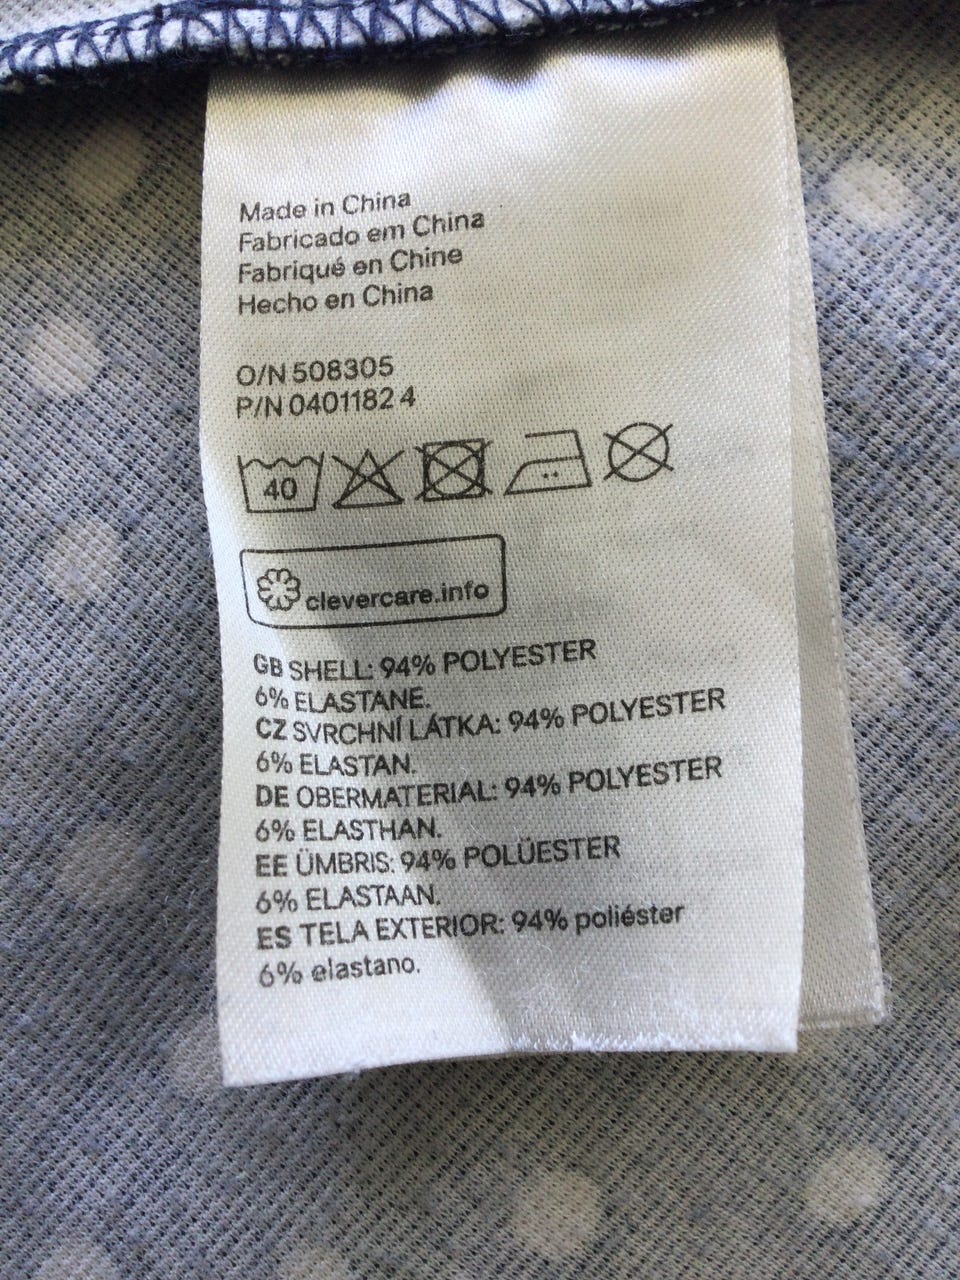 Made in China
Fabricado em China
Fabriqué en Chine
Hecho en China
O/N 508305
P/N 0401182 4
40
clevercare.info
GB SHELL: 94% POLYESTER
6% ELASTANE.
CZ SVRCHNÍ LÁTKA: 94% POLYESTER
6% ELASTAN.
DE OBERMATERIAL: 94% POLYESTER
6% ELASTHAN.
EE ÜMBRIS: 94% POLÜESTER
6% ELASTAAN.
ES TELA EXTERIOR: 94% poliéster
6% elastano.